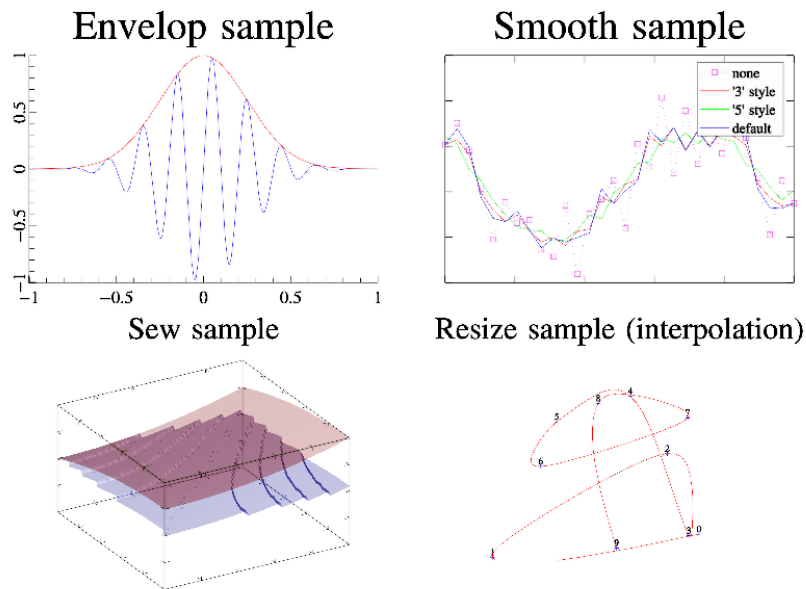 Envelop sample
Smooth sample
1
0.5
0
−0.5
−1
−1
−0.5
0
0.5
1
none
'3' style
'5' style
default
Sew sample
Resize sample (interpolation)
8
4
7
5
2
6
3
0
1
9